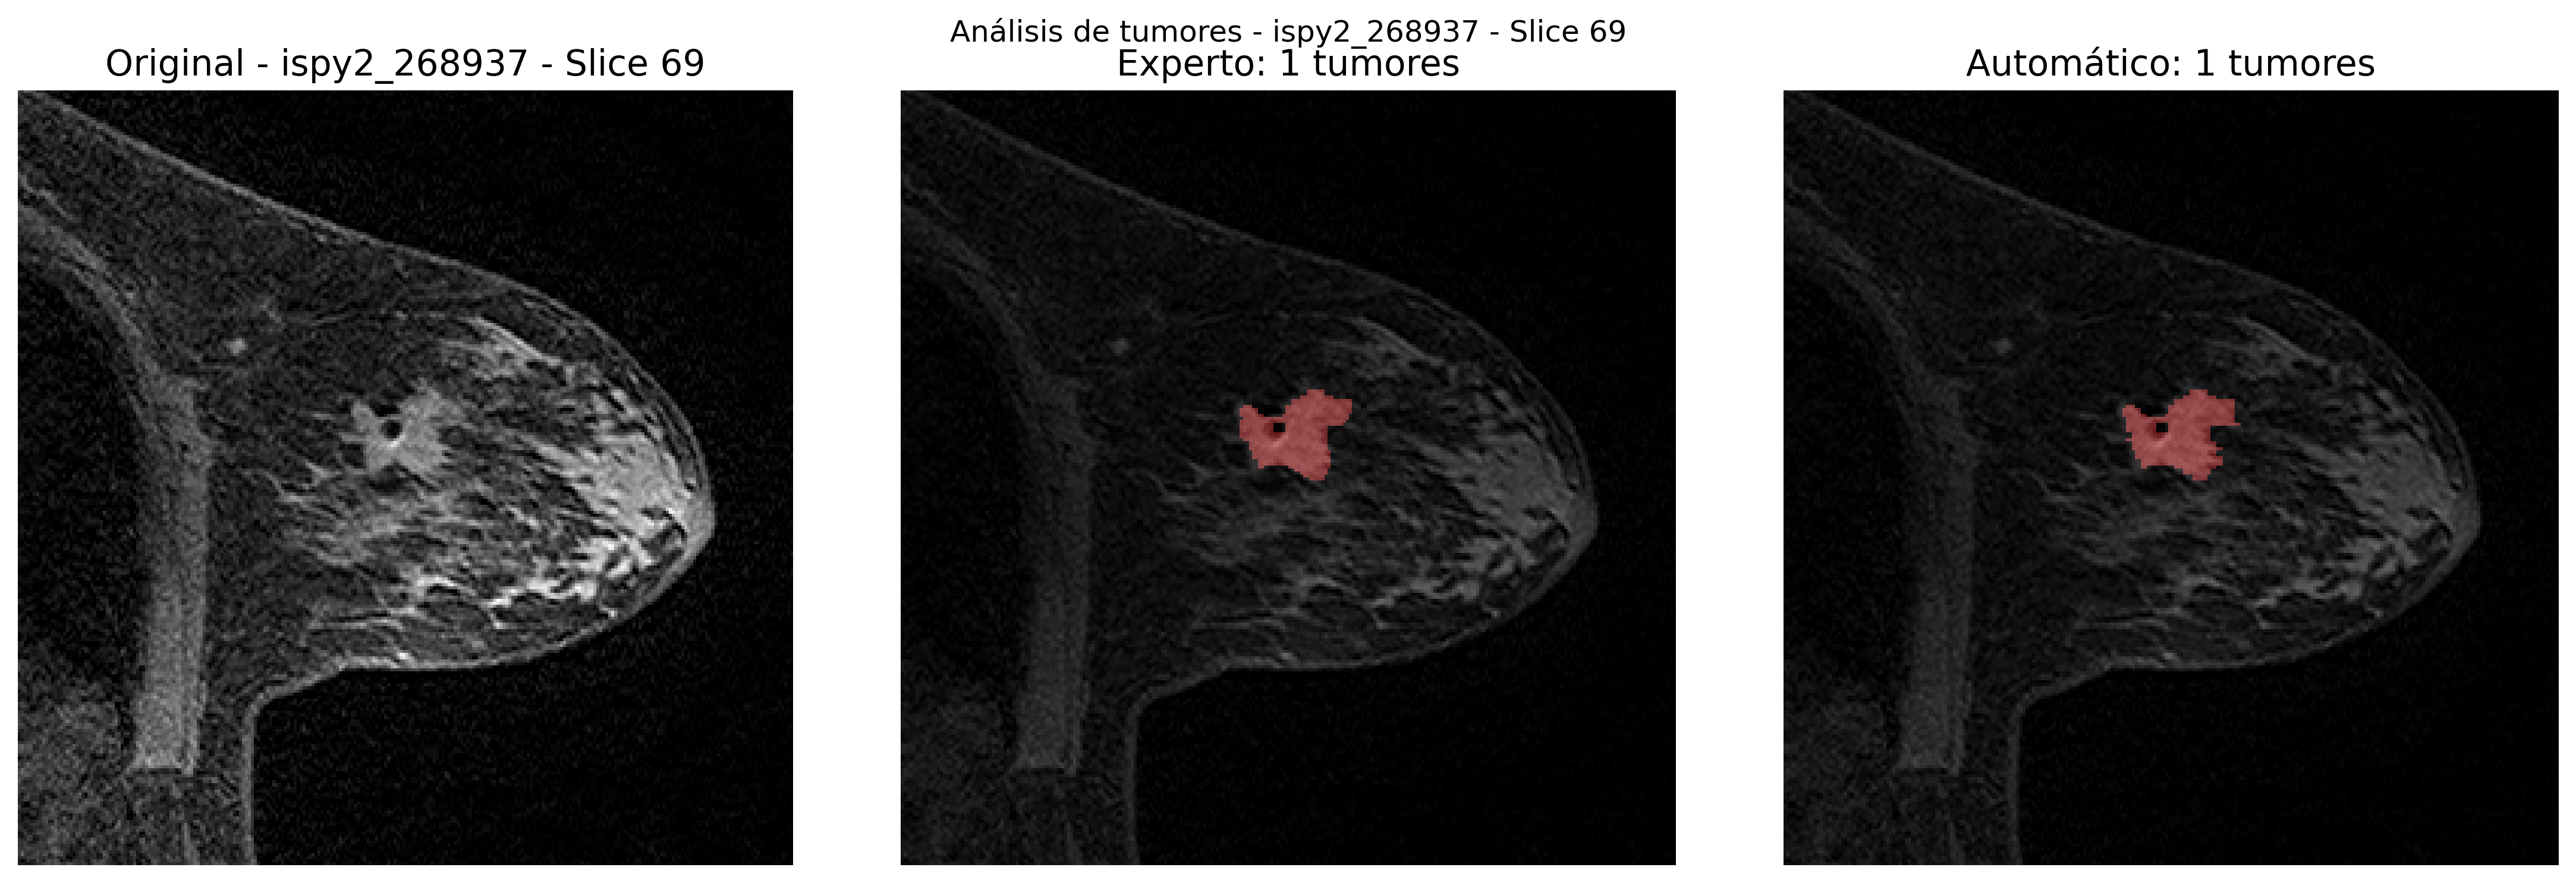 Análisis de tumores - ispy2_268937 - Slice 69
Original - ispy2_268937 - Slice 69
Experto: 1 tumores
Automático: 1 tumores